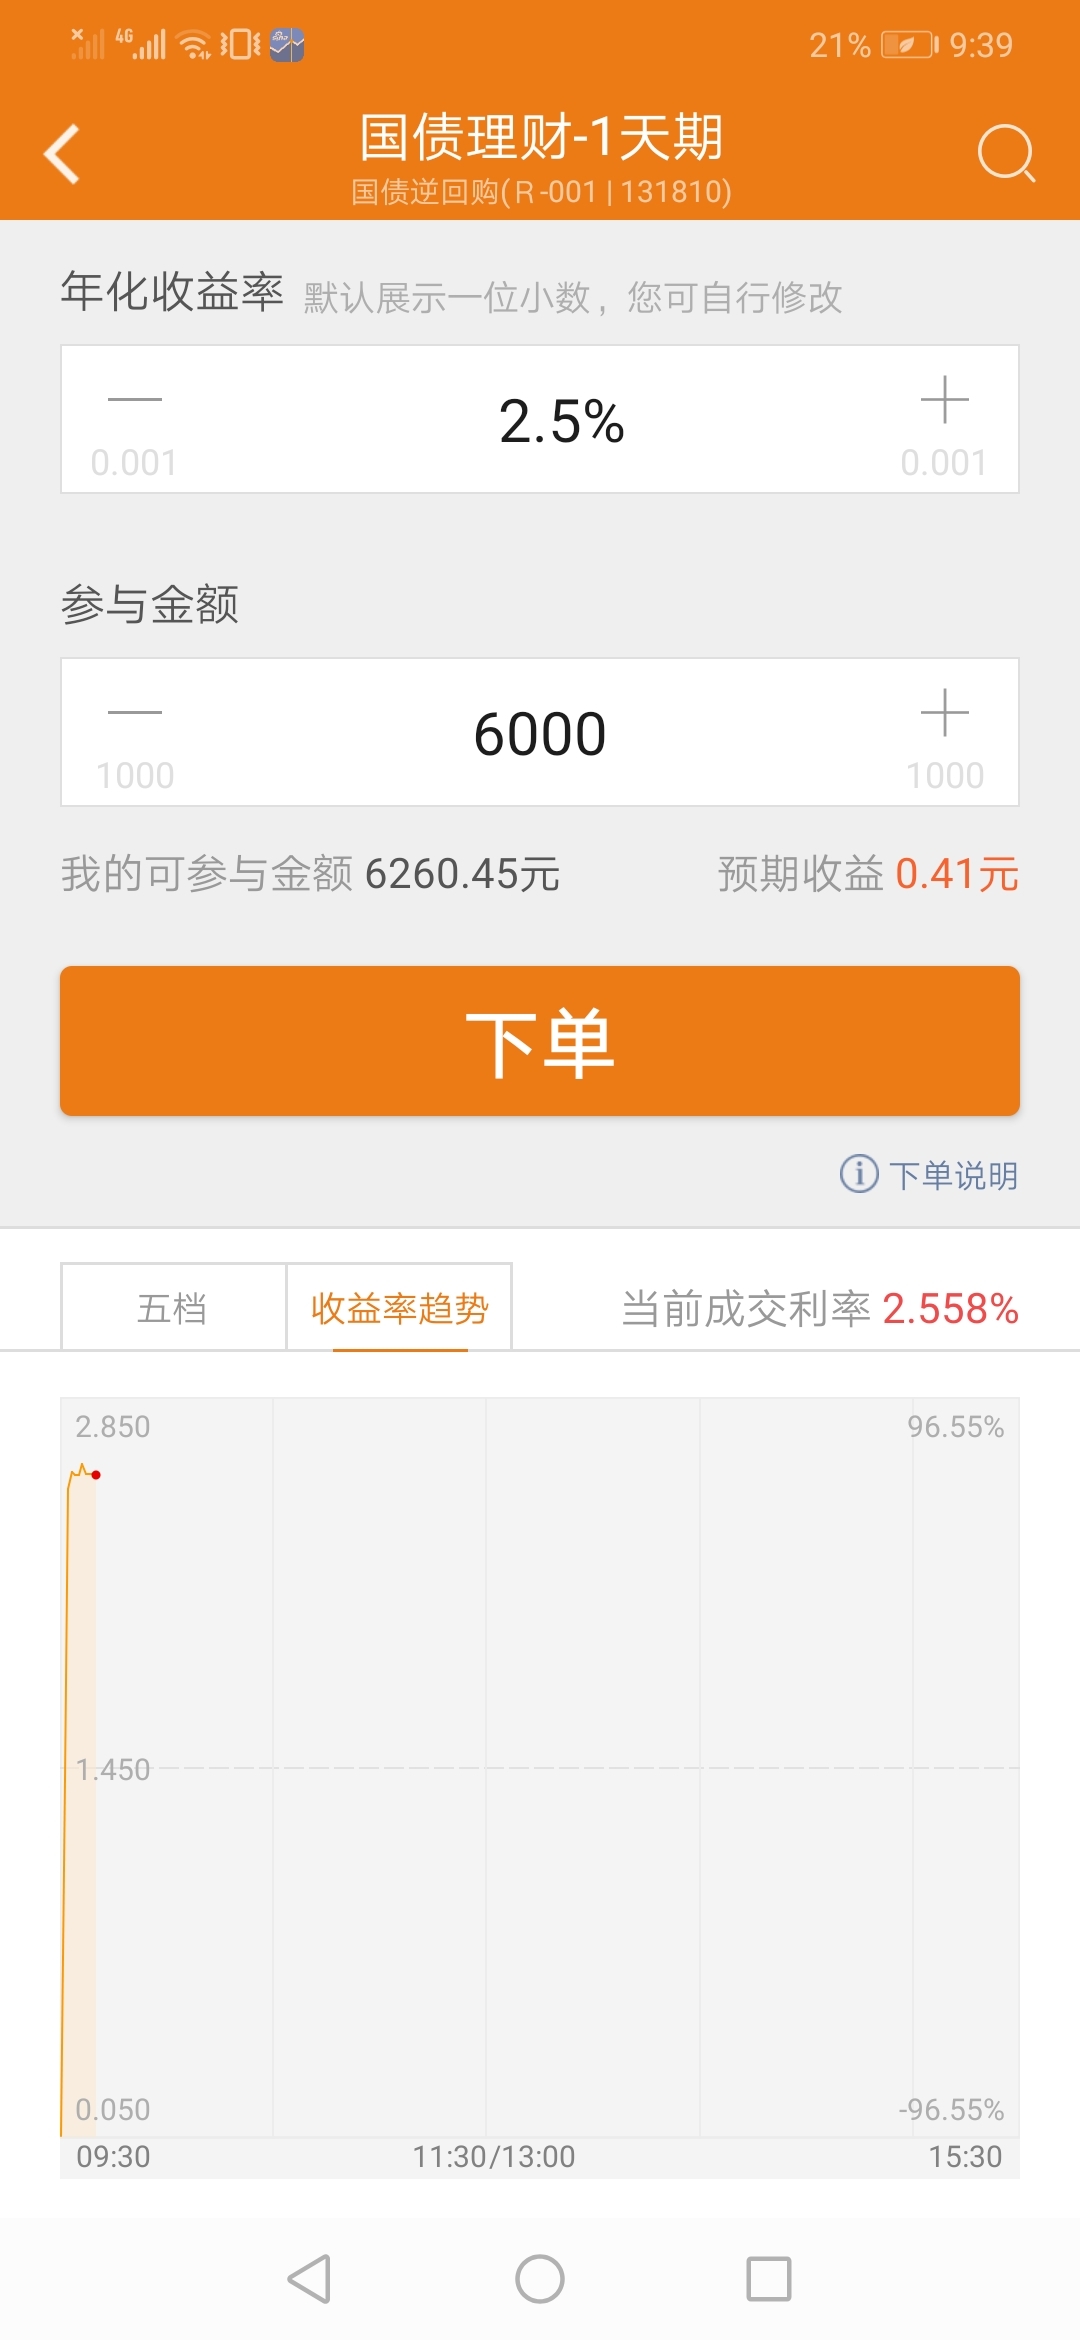 4G 21% 9:39
国债理财-1天期
国债逆回购(R-001 | 131810)
年化收益率 默认展示一位小数，您可自行修改
2.5%
0.001 0.001
参与金额
6000
1000 1000
我的可参与金额 6260.45元 预期收益 0.41元
下单
下单说明
五档 收益率趋势 当前成交利率 2.558%
2.850 96.55%
1.450
0.050 -96.55%
09:30 11:30/13:00 15:30